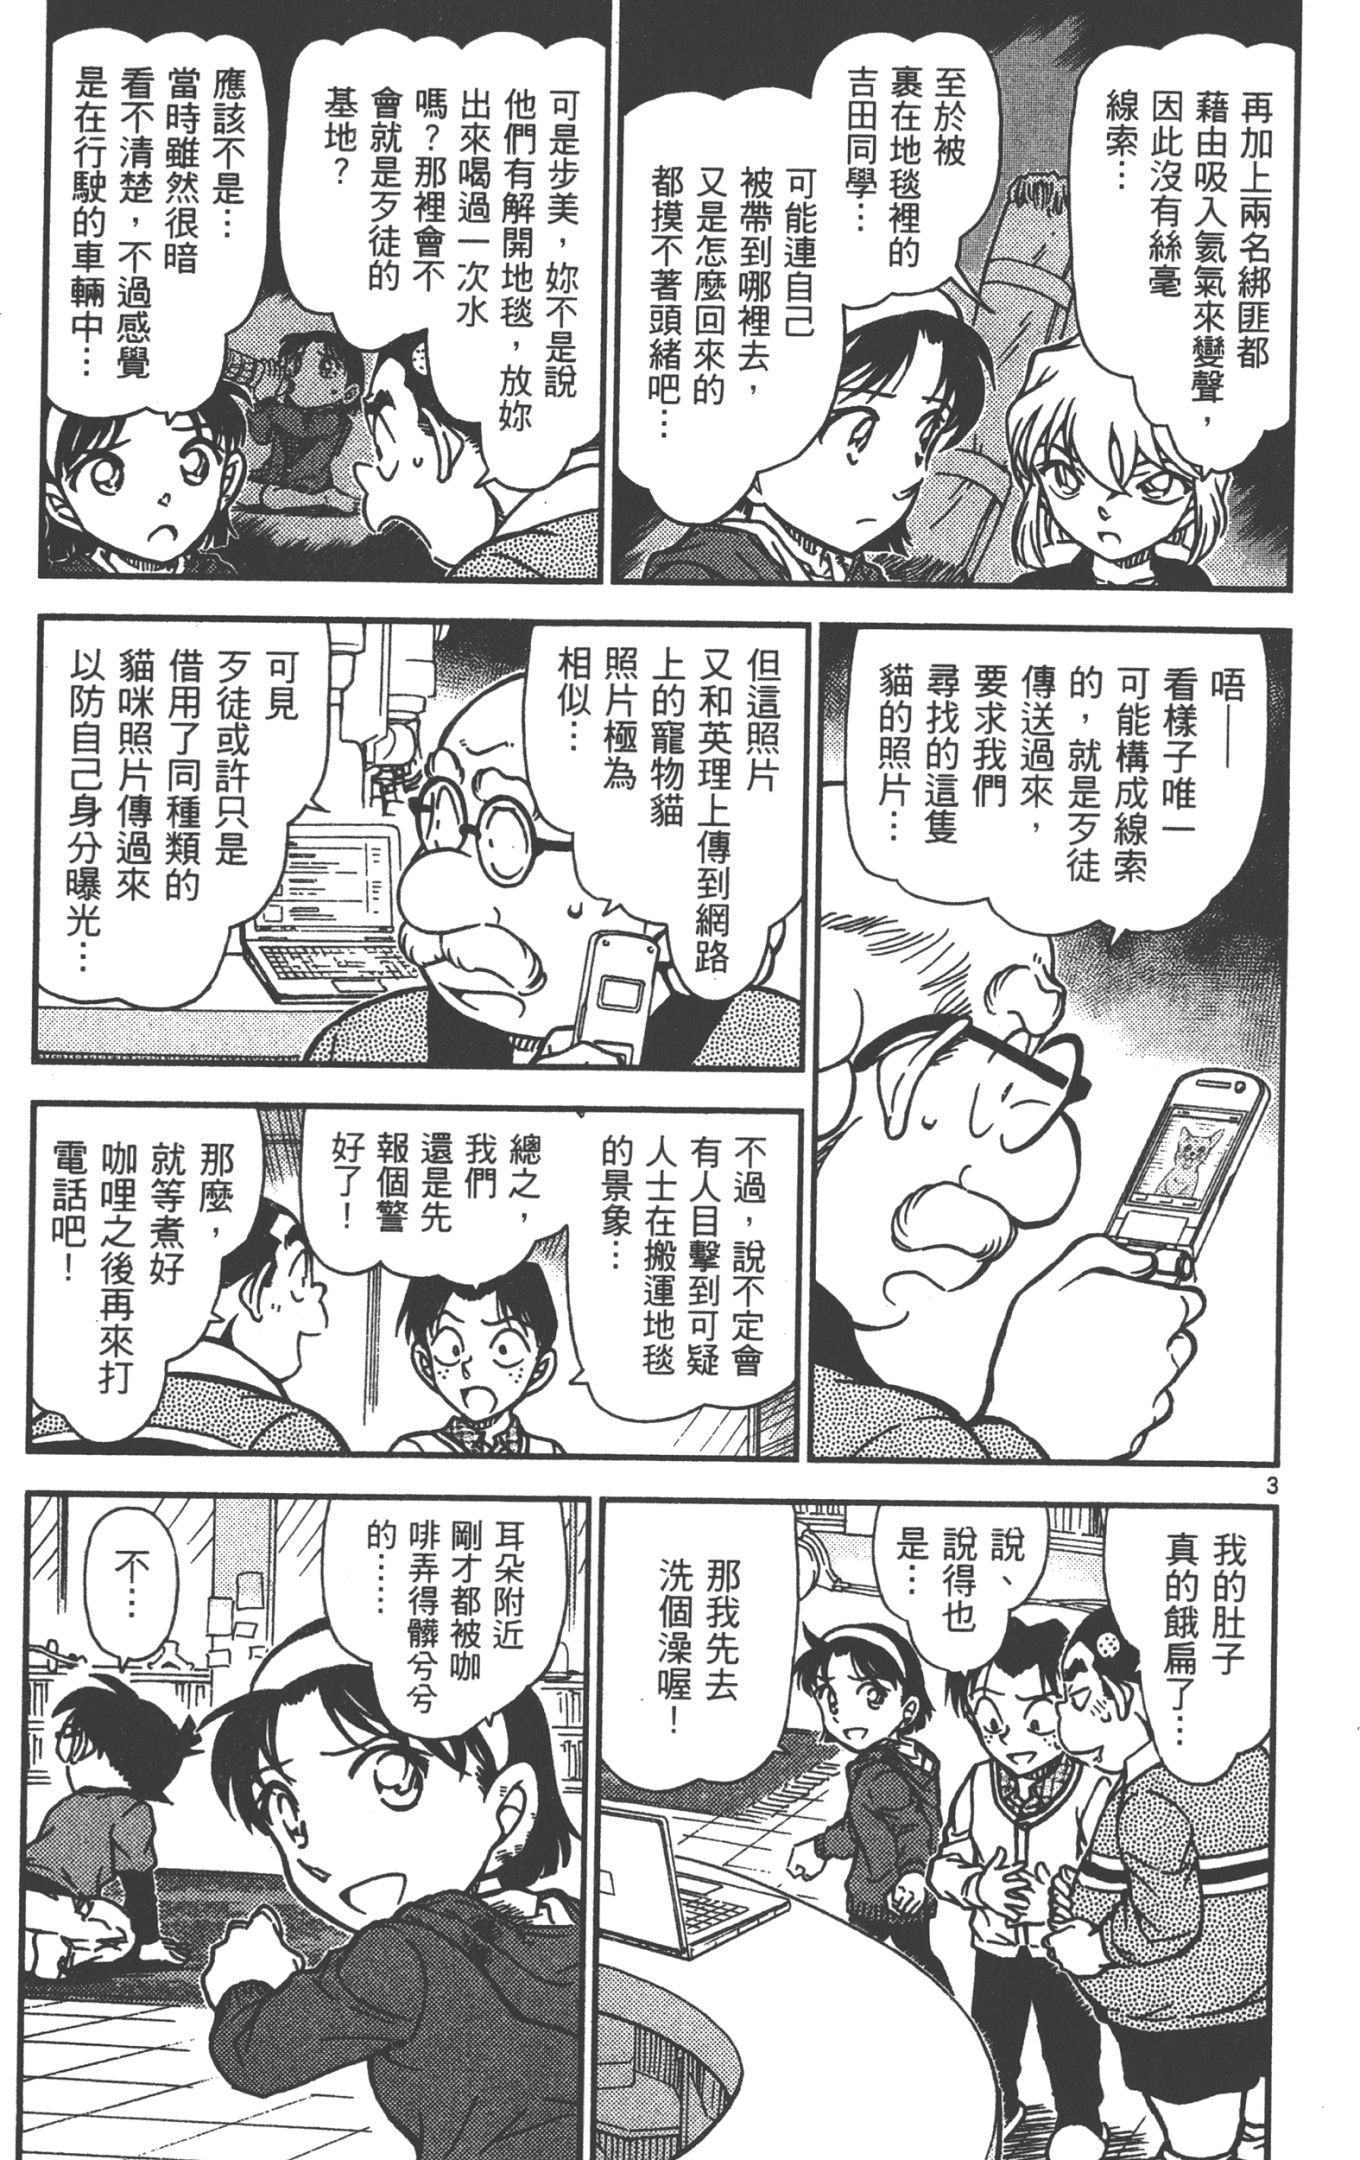 再加上兩名綁匪都
藉由吸入氦氣來變聲，
因此沒有絲毫
線索…
至於被
裹在地毯裡的
吉田同學…
可能連自己
被帶到哪裡去，
又是怎麼回來的
都摸不著頭緒吧…
可是步美，妳不是說
他們有解開地毯，放妳
出來喝過一次水
嗎？那裡會不
會就是歹徒的
基地？
應該不是…
當時雖然很暗
看不清楚，不過感覺
是在行駛的車輛中…
唔——
看樣子唯一
可能構成線索
的，就是歹徒
傳送過來，
要求我們
尋找的這隻
貓的照片…
但這照片
又和英理上傳到網路
上的寵物貓
照片極為
相似…
可見
歹徒或許只是
借用了同種類的
貓咪照片傳過來
以防自己身分曝光…
不過，說不定會
有人目擊到可疑
人士在搬運地毯
的景象…
總之，
我們
還是先
報個警
好了！
那麼，
就等煮好
咖哩之後再來打
電話吧！
3
我的肚子
真的餓扁了…
說、
說得也
是…
那我先去
洗個澡喔！
耳朵附近
剛才都被咖
啡弄得髒兮兮
的……
不…